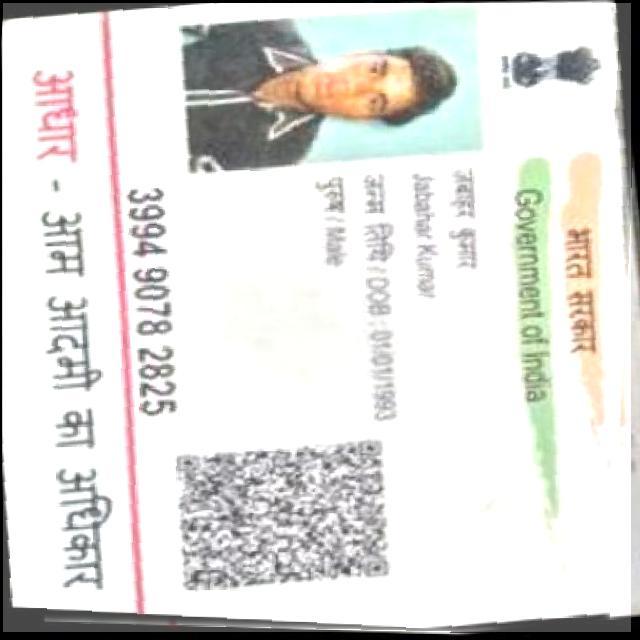 भारत सरकार
Government of India
जबाहर कुमार
Jabahar Kumar
जन्म तिथि / DOB : 01/01/1993
पुरुष / Male
3994 9078 2825
आधार - आम आदमी का अधिकार